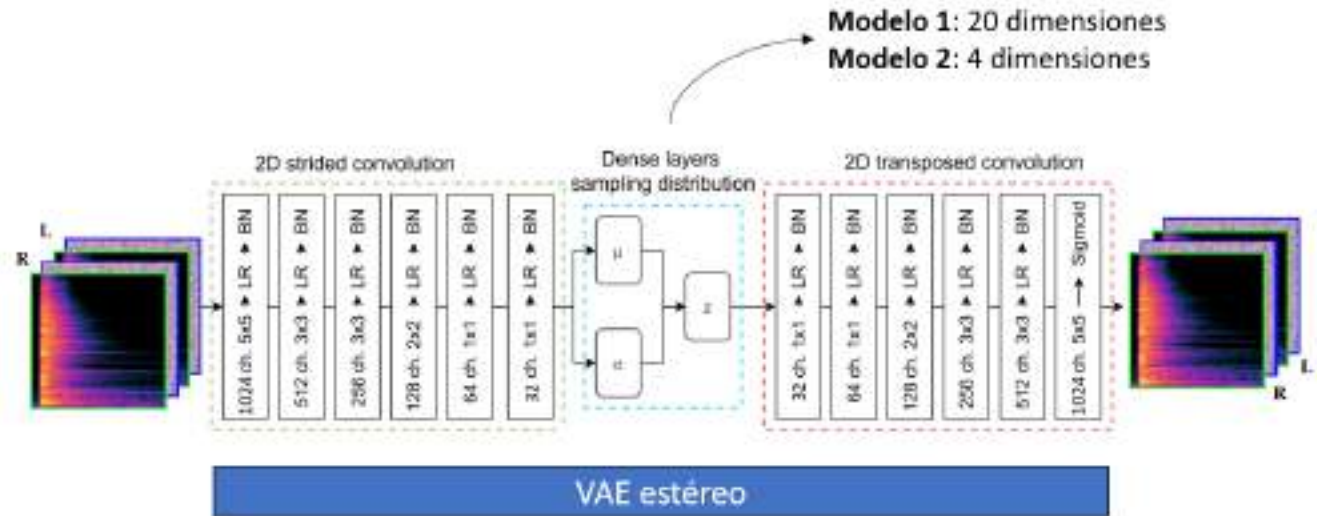 Modelo 1: 20 dimensiones
Modelo 2: 4 dimensiones
2D strided convolution
Dense layers
sampling distribution
2D transposed convolution
L
R
1024 ch. 5x5 LR BN
512 ch. 3x3 LR BN
256 ch. 3x3 LR BN
128 ch. 2x2 LR BN
64 ch. 1x1 LR BN
32 ch. 1x1 LR BN
μ
σ
z
32 ch. 1x1 LR BN
64 ch. 1x1 LR BN
128 ch. 2x2 LR BN
256 ch. 3x3 LR BN
512 ch. 3x3 LR BN
1024 ch. 5x5 Sigmoid
L
R
VAE estéreo